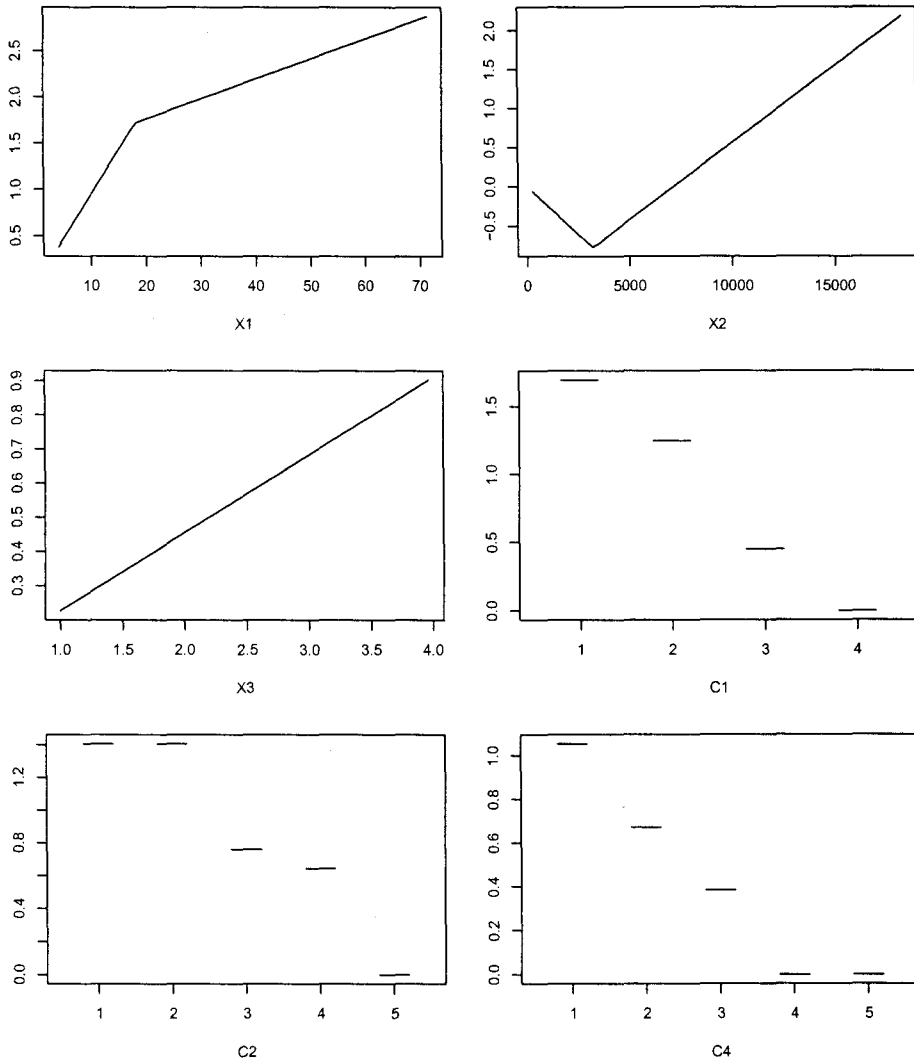 0.5 1.0 1.5 2.0 2.5
10 20 30 40 50 60 70
X1
−0.5 0.0 0.5 1.0 1.5 2.0
0 5000 10000 15000
X2
0.3 0.4 0.5 0.6 0.7 0.8 0.9
1.0 1.5 2.0 2.5 3.0 3.5 4.0
X3
0.0 0.5 1.0 1.5
1 2 3 4
C1
0.0 0.4 0.8 1.2
1 2 3 4 5
C2
0.0 0.2 0.4 0.6 0.8 1.0
1 2 3 4 5
C4